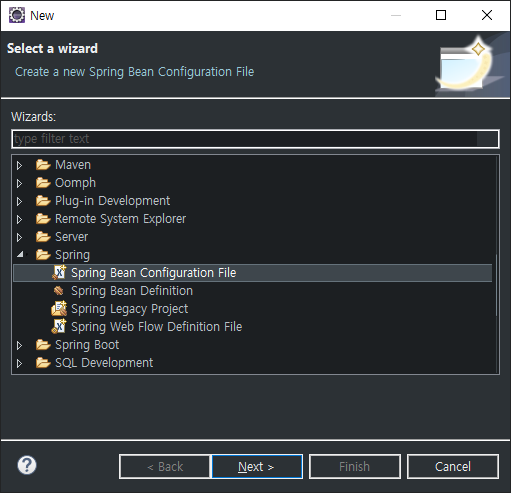 New
Select a wizard
Create a new Spring Bean Configuration File
Wizards:
type filter text
Maven
Oomph
Plug-in Development
Remote System Explorer
Server
Spring
Spring Bean Configuration File
Spring Bean Definition
Spring Legacy Project
Spring Web Flow Definition File
Spring Boot
SQL Development
?
< Back
Next >
Finish
Cancel